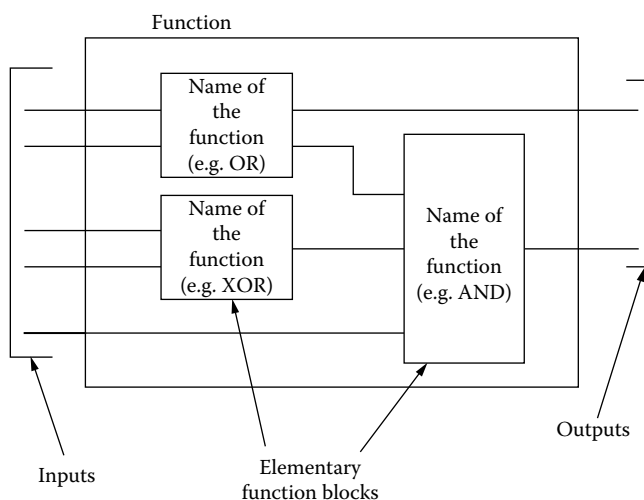 Function
Name of
the
function
(e.g. OR)
Name of
the
function
(e.g. XOR)
Name of
the
function
(e.g. AND)
Inputs
Elementary
function blocks
Outputs